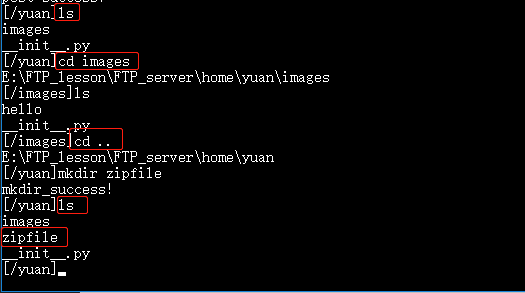 post success!
[/yuan]ls
images
__init__.py
[/yuan]cd images
E:\FTP_lesson\FTP_server\home\yuan\images
[/images]ls
hello
__init__.py
[/images]cd ..
E:\FTP_lesson\FTP_server\home\yuan
[/yuan]mkdir zipfile
mkdir_success!
[/yuan]ls
images
zipfile
__init__.py
[/yuan]